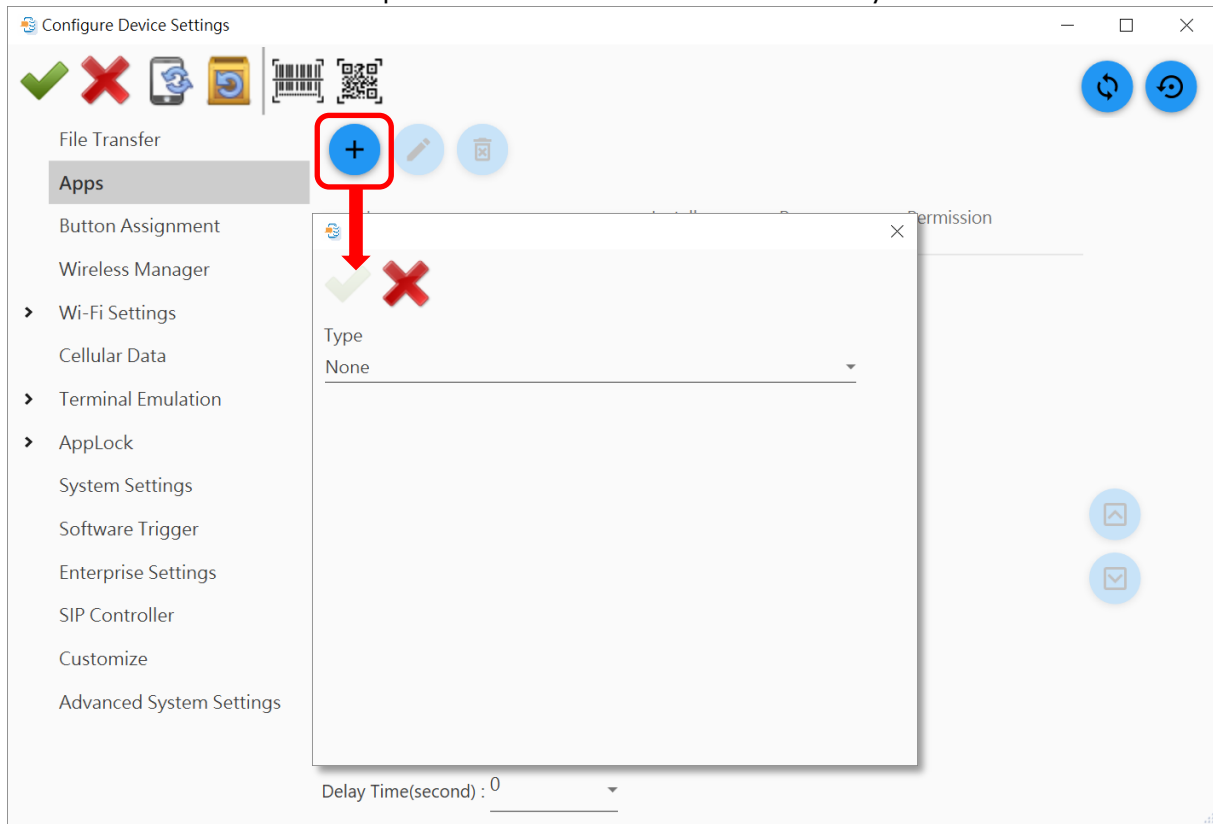 Configure Device Settings
File Transfer
Apps
Button Assignment
Permission
Wireless Manager
Wi-Fi Settings
Type
Cellular Data
None
Terminal Emulation
AppLock
System Settings
Software Trigger
Enterprise Settings
SIP Controller
Customize
Advanced System Settings
Delay Time(second) : 0